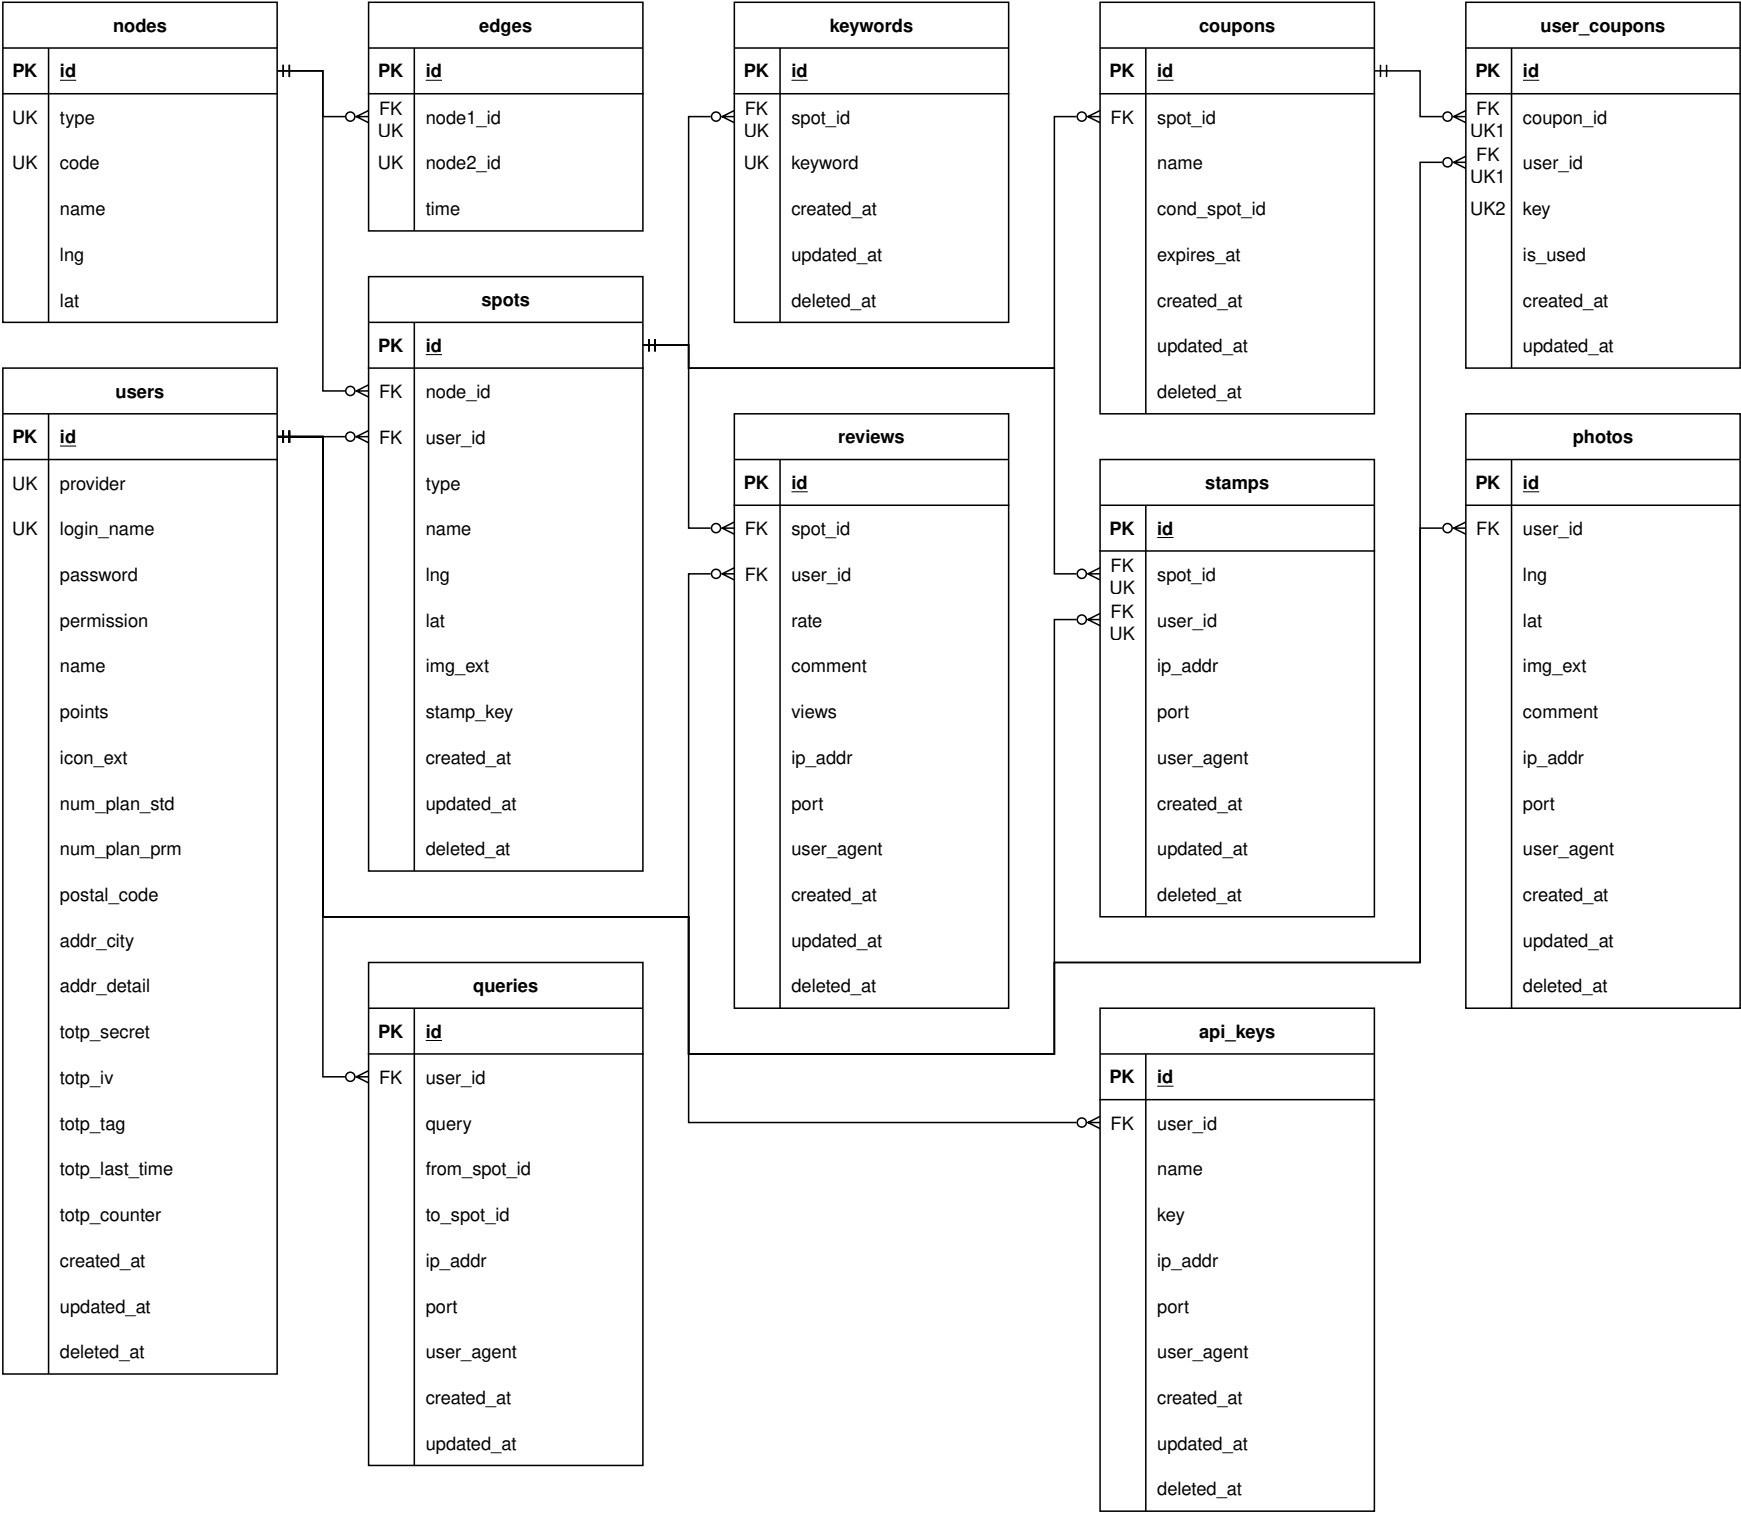 nodes
PK id
UK type
UK code
name
lng
lat
edges
PK id
FK
UK node1_id
UK node2_id
time
keywords
PK id
FK
UK spot_id
UK keyword
created_at
updated_at
deleted_at
coupons
PK id
FK spot_id
name
cond_spot_id
expires_at
created_at
updated_at
deleted_at
user_coupons
PK id
FK
UK1 coupon_id
FK
UK1 user_id
UK2 key
is_used
created_at
updated_at
users
PK id
UK provider
UK login_name
password
permission
name
points
icon_ext
num_plan_std
num_plan_prm
postal_code
addr_city
addr_detail
totp_secret
totp_iv
totp_tag
totp_last_time
totp_counter
created_at
updated_at
deleted_at
spots
PK id
FK node_id
FK user_id
type
name
lng
lat
img_ext
stamp_key
created_at
updated_at
deleted_at
reviews
PK id
FK spot_id
FK user_id
rate
comment
views
ip_addr
port
user_agent
created_at
updated_at
deleted_at
stamps
PK id
FK
UK spot_id
FK
UK user_id
ip_addr
port
user_agent
created_at
updated_at
deleted_at
photos
PK id
FK user_id
lng
lat
img_ext
comment
ip_addr
port
user_agent
created_at
updated_at
deleted_at
queries
PK id
FK user_id
query
from_spot_id
to_spot_id
ip_addr
port
user_agent
created_at
updated_at
api_keys
PK id
FK user_id
name
key
ip_addr
port
user_agent
created_at
updated_at
deleted_at